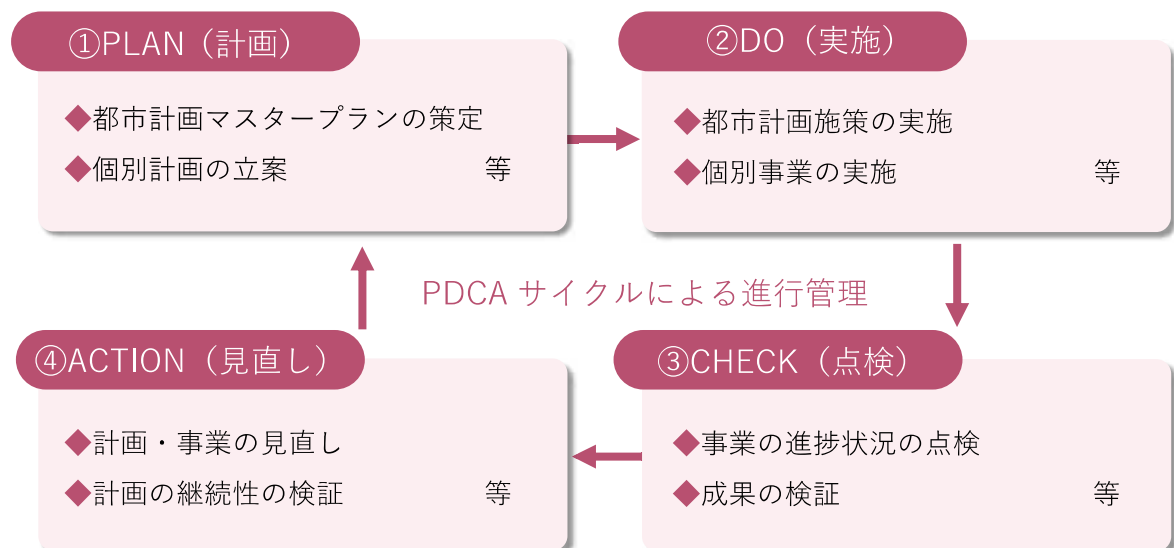 ①PLAN（計画）
◆都市計画マスタープランの策定
◆個別計画の立案 等
②DO（実施）
◆都市計画施策の実施
◆個別事業の実施 等
PDCA サイクルによる進行管理
④ACTION（見直し）
◆計画・事業の見直し
◆計画の継続性の検証 等
③CHECK（点検）
◆事業の進捗状況の点検
◆成果の検証 等